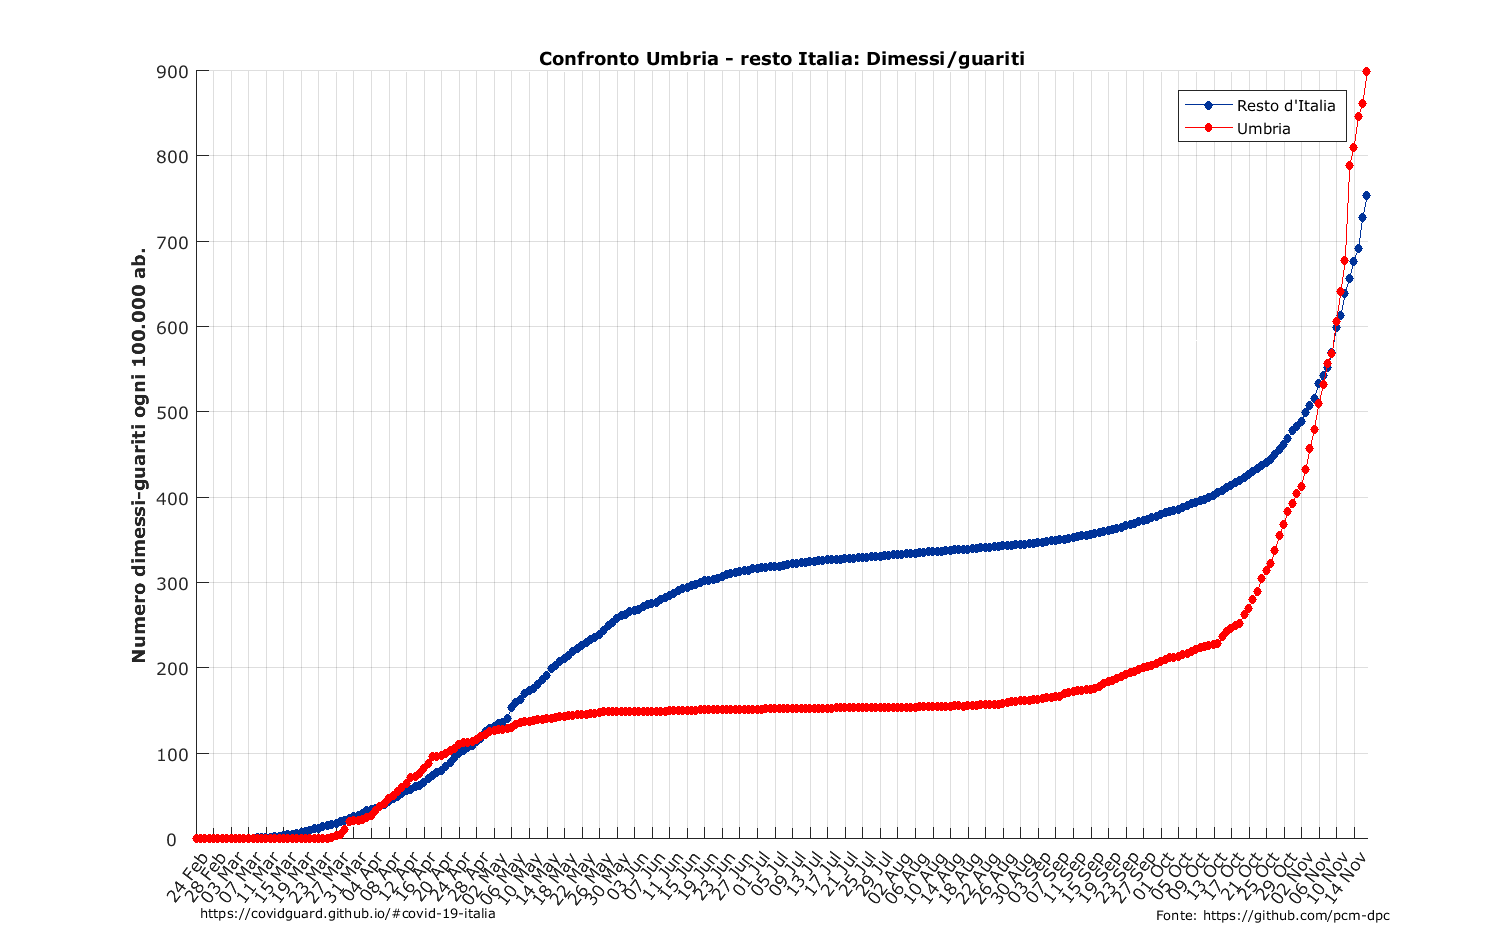 Confronto Umbria - resto Italia: Dimessi/guariti
Numero dimessi-guariti ogni 100.000 ab.
900
800
700
600
500
400
300
200
100
0
Resto d'Italia
Umbria
24 Feb
28 Feb
03 Mar
07 Mar
11 Mar
15 Mar
19 Mar
23 Mar
27 Mar
31 Mar
04 Apr
08 Apr
12 Apr
16 Apr
20 Apr
24 Apr
28 Apr
02 May
06 May
10 May
14 May
18 May
22 May
26 May
30 May
03 Jun
07 Jun
11 Jun
15 Jun
19 Jun
23 Jun
27 Jun
01 Jul
05 Jul
09 Jul
13 Jul
17 Jul
21 Jul
25 Jul
29 Jul
02 Aug
06 Aug
10 Aug
14 Aug
18 Aug
22 Aug
26 Aug
30 Aug
03 Sep
07 Sep
11 Sep
15 Sep
19 Sep
23 Sep
27 Sep
01 Oct
05 Oct
09 Oct
13 Oct
17 Oct
21 Oct
25 Oct
29 Oct
02 Nov
06 Nov
10 Nov
14 Nov
https://covidguard.github.io/#covid-19-italia
Fonte: https://github.com/pcm-dpc